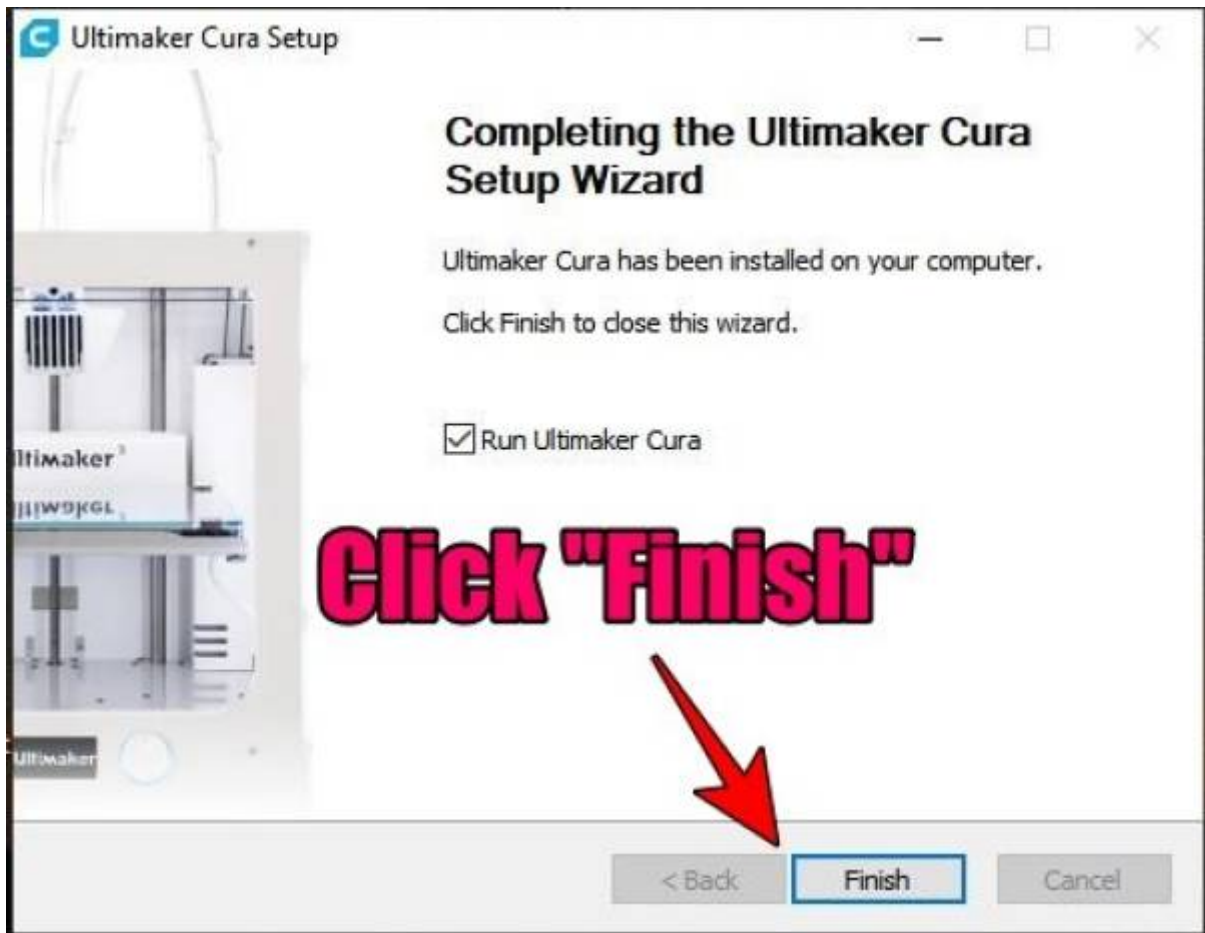 Ultimaker Cura Setup
Completing the Ultimaker Cura
Setup Wizard
Ultimaker Cura has been installed on your computer.
Click Finish to close this wizard.
Run Ultimaker Cura
ltimaker
Click "Finish"
Ultimaker
< Back
Finish
Cancel